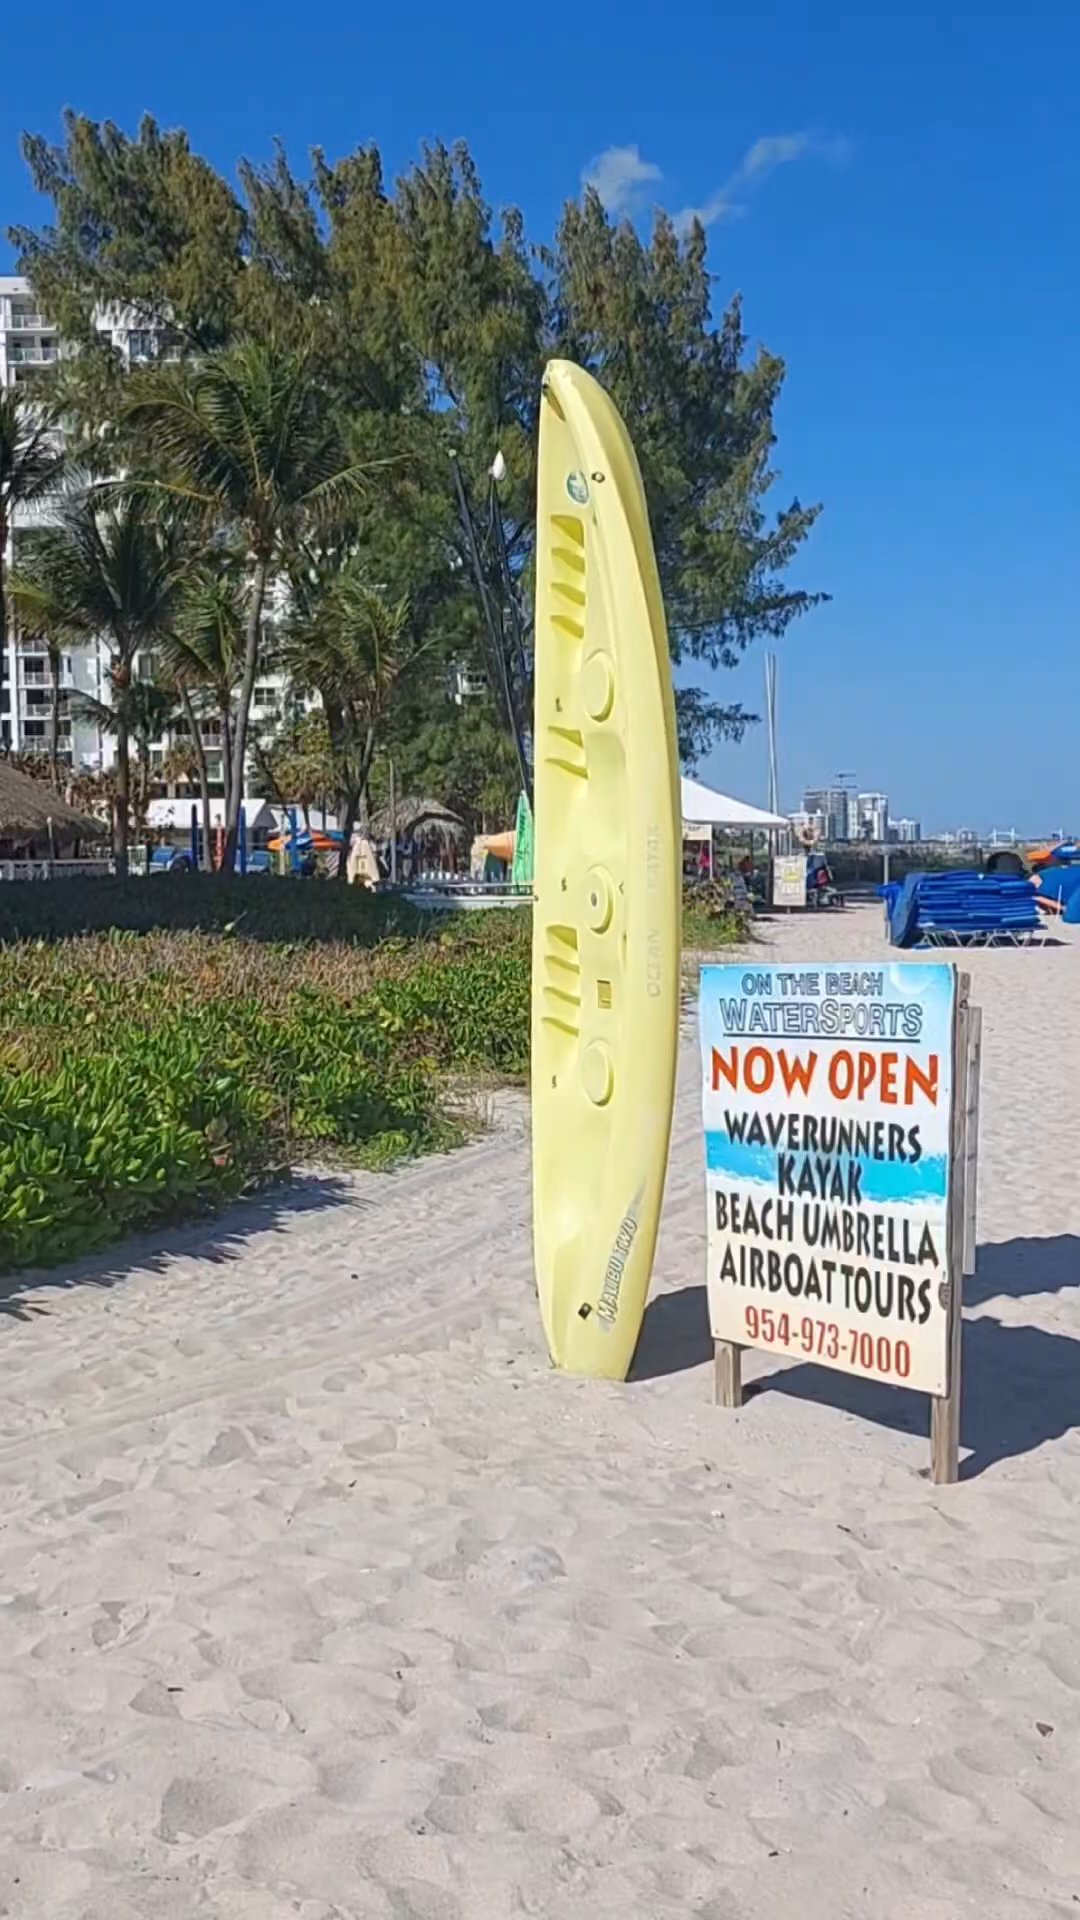 OCEAN KAYAK
MALIBU TWO
ON THE BEACH
WATERSPORTS
NOW OPEN
WAVERUNNERS
KAYAK
BEACH UMBRELLA
AIRBOAT TOURS
954-973-7000